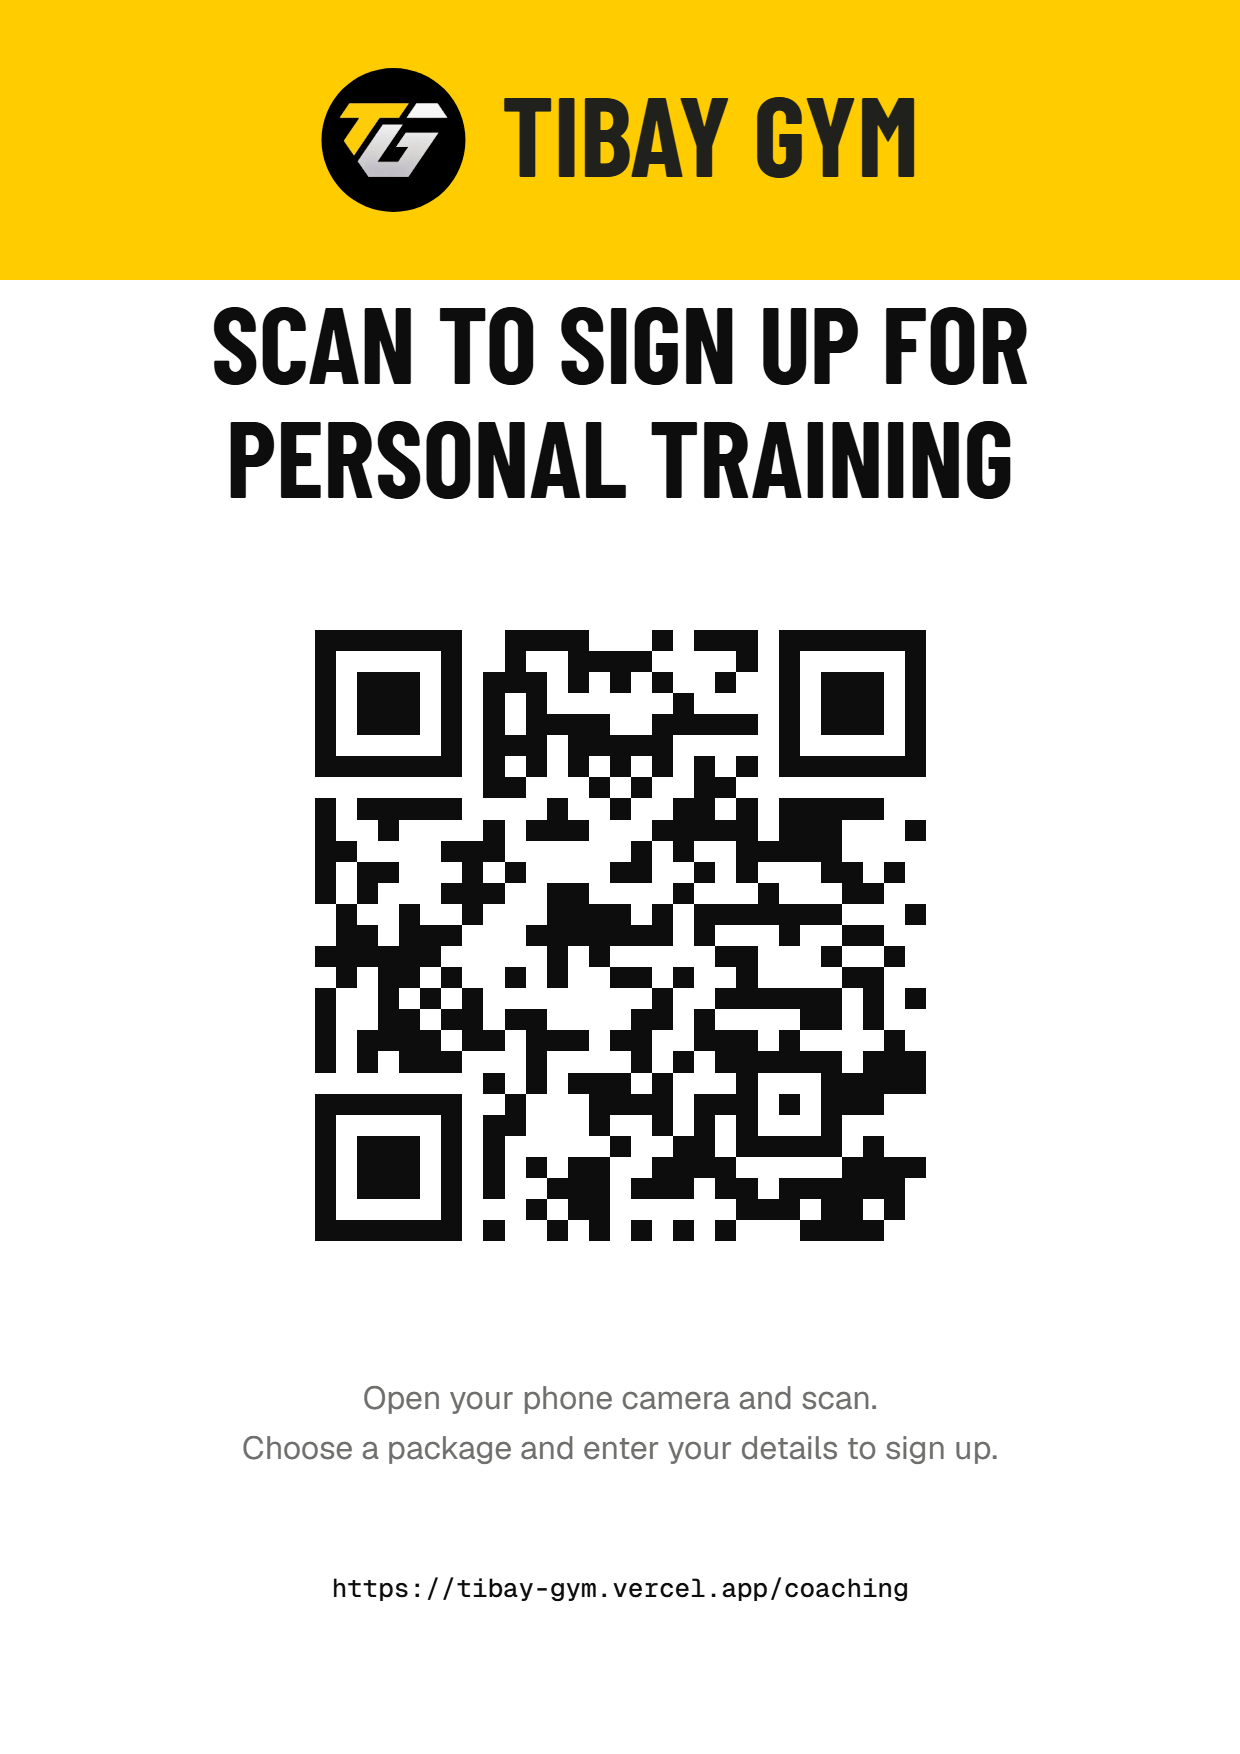 TG TIBAY GYM
SCAN TO SIGN UP FOR
PERSONAL TRAINING
Open your phone camera and scan.
Choose a package and enter your details to sign up.
https://tibay-gym.vercel.app/coaching